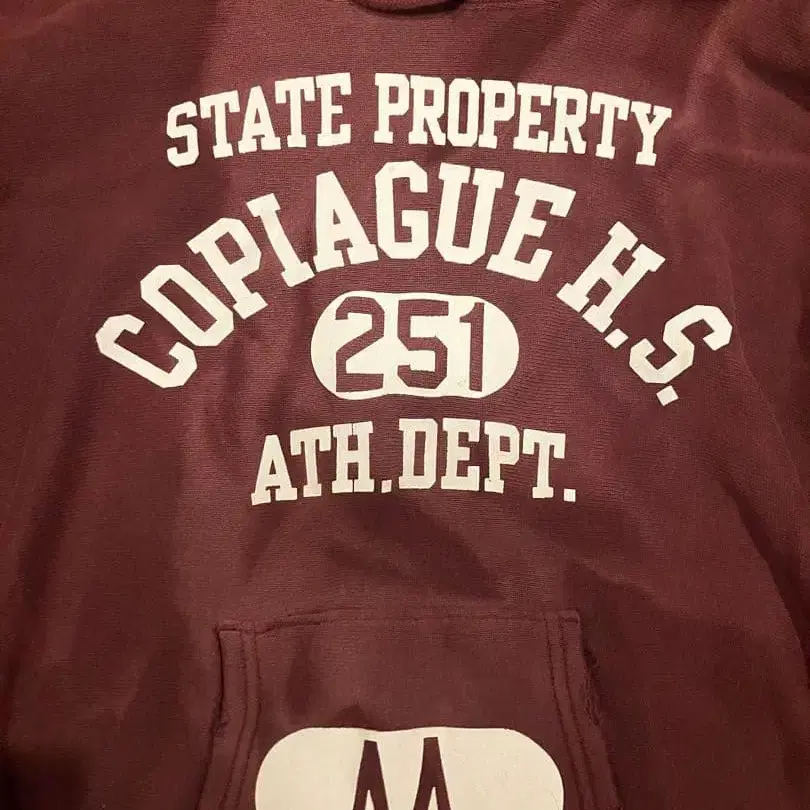 STATE PROPERTY
COPIAGUE H.S.
251
ATH.DEPT.